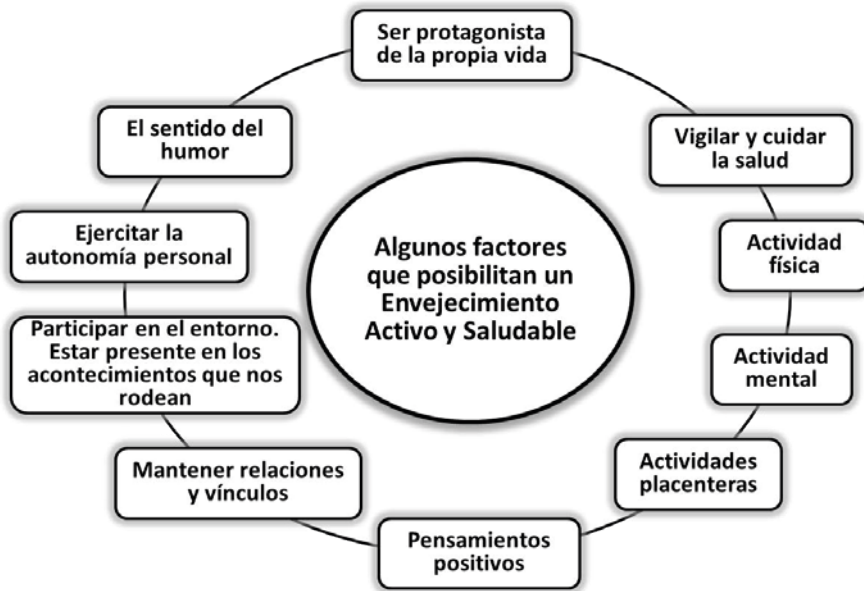 Ser protagonista
de la propia vida
Vigilar y cuidar
la salud
Actividad
física
Actividad
mental
Actividades
placenteras
Pensamientos
positivos
Mantener relaciones
y vínculos
Participar en el entorno.
Estar presente en los
acontecimientos que nos
rodean
Ejercitar la
autonomía personal
El sentido del
humor
Algunos factores
que posibilitan un
Envejecimiento
Activo y Saludable